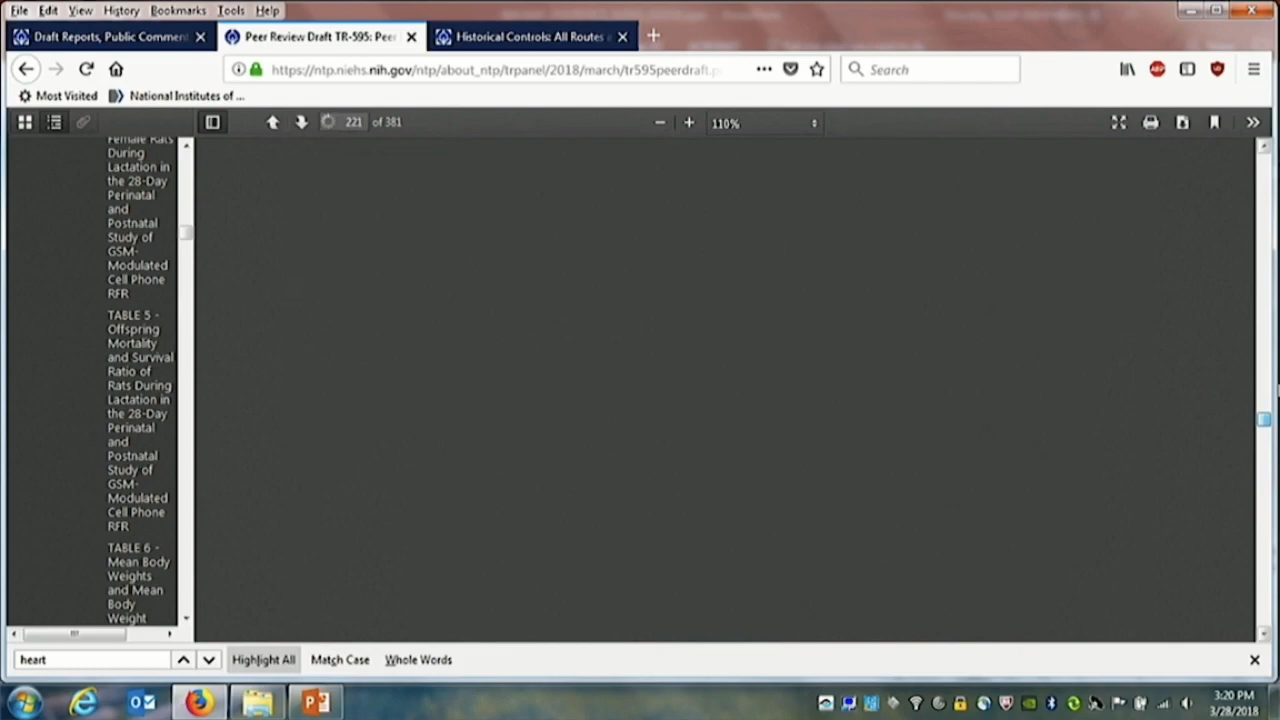 File Edit View History Bookmarks Tools Help
Draft Reports, Public Comment
Peer Review Draft TR-595: Peer
Historical Controls: All Routes
https://ntp.niehs.nih.gov/ntp/about_ntp/trpanel/2018/march/tr595peerdraft.p
Search
Most Visited
National Institutes of ...
221 of 381
110%
Female Rats
During
Lactation in
the 28-Day
Perinatal
and
Postnatal
Study of
GSM-
Modulated
Cell Phone
RFR
TABLE 5 -
Offspring
Mortality
and Survival
Ratio of
Rats During
Lactation in
the 28-Day
Perinatal
and
Postnatal
Study of
GSM-
Modulated
Cell Phone
RFR
TABLE 6 -
Mean Body
Weights
and Mean
Body
Weight
heart
Highlight All
Match Case
Whole Words
3:20 PM
3/28/2018